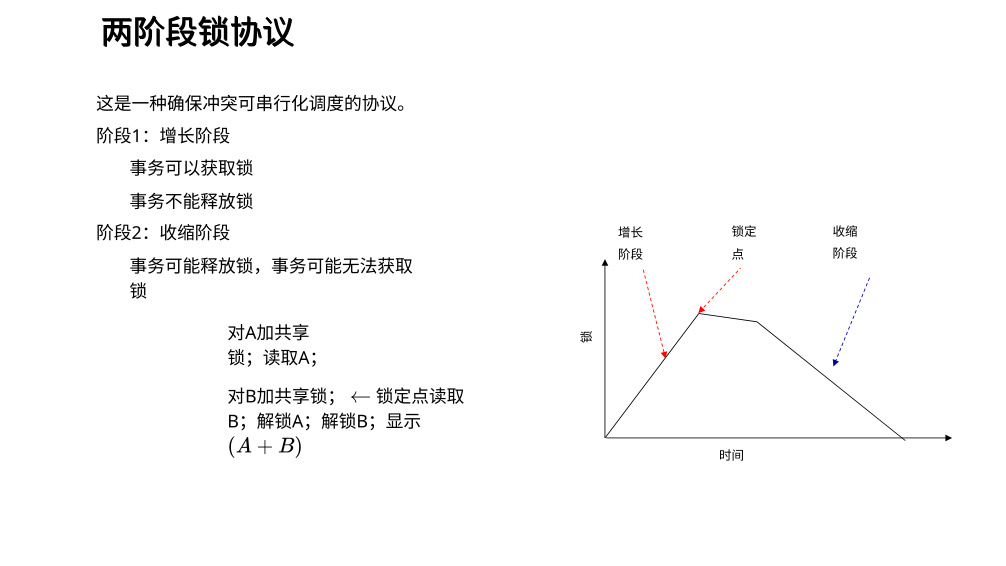 两阶段锁协议
这是一种确保冲突可串行化调度的协议。
阶段1：增长阶段
事务可以获取锁
事务不能释放锁
阶段2：收缩阶段
事务可能释放锁，事务可能无法获取
锁
对A加共享
锁；读取A；
对B加共享锁； ← 锁定点读取
B；解锁A；解锁B；显示
(A + B)
增长
阶段
锁定
点
收缩
阶段
锁
时间